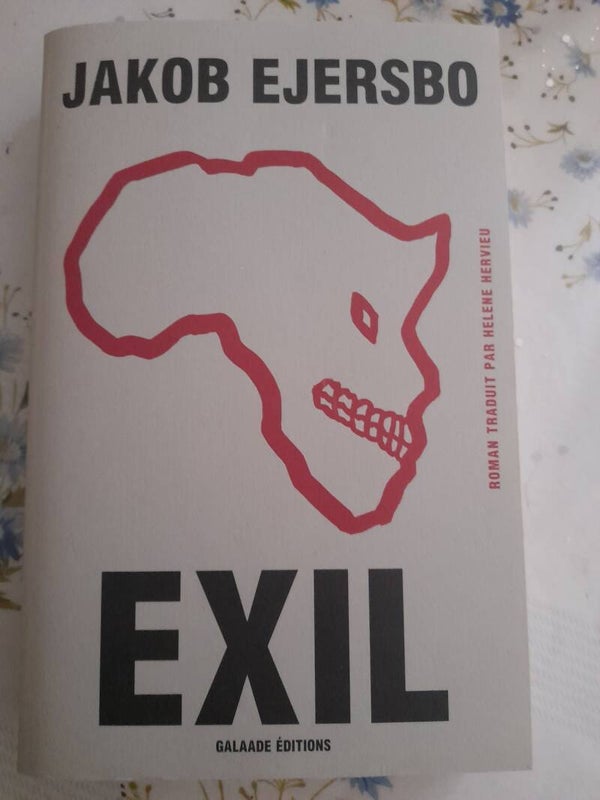 JAKOB EJERSBO
ROMAN TRADUIT PAR HELENE HERVIEU
EXIL
GALAADE ÉDITIONS